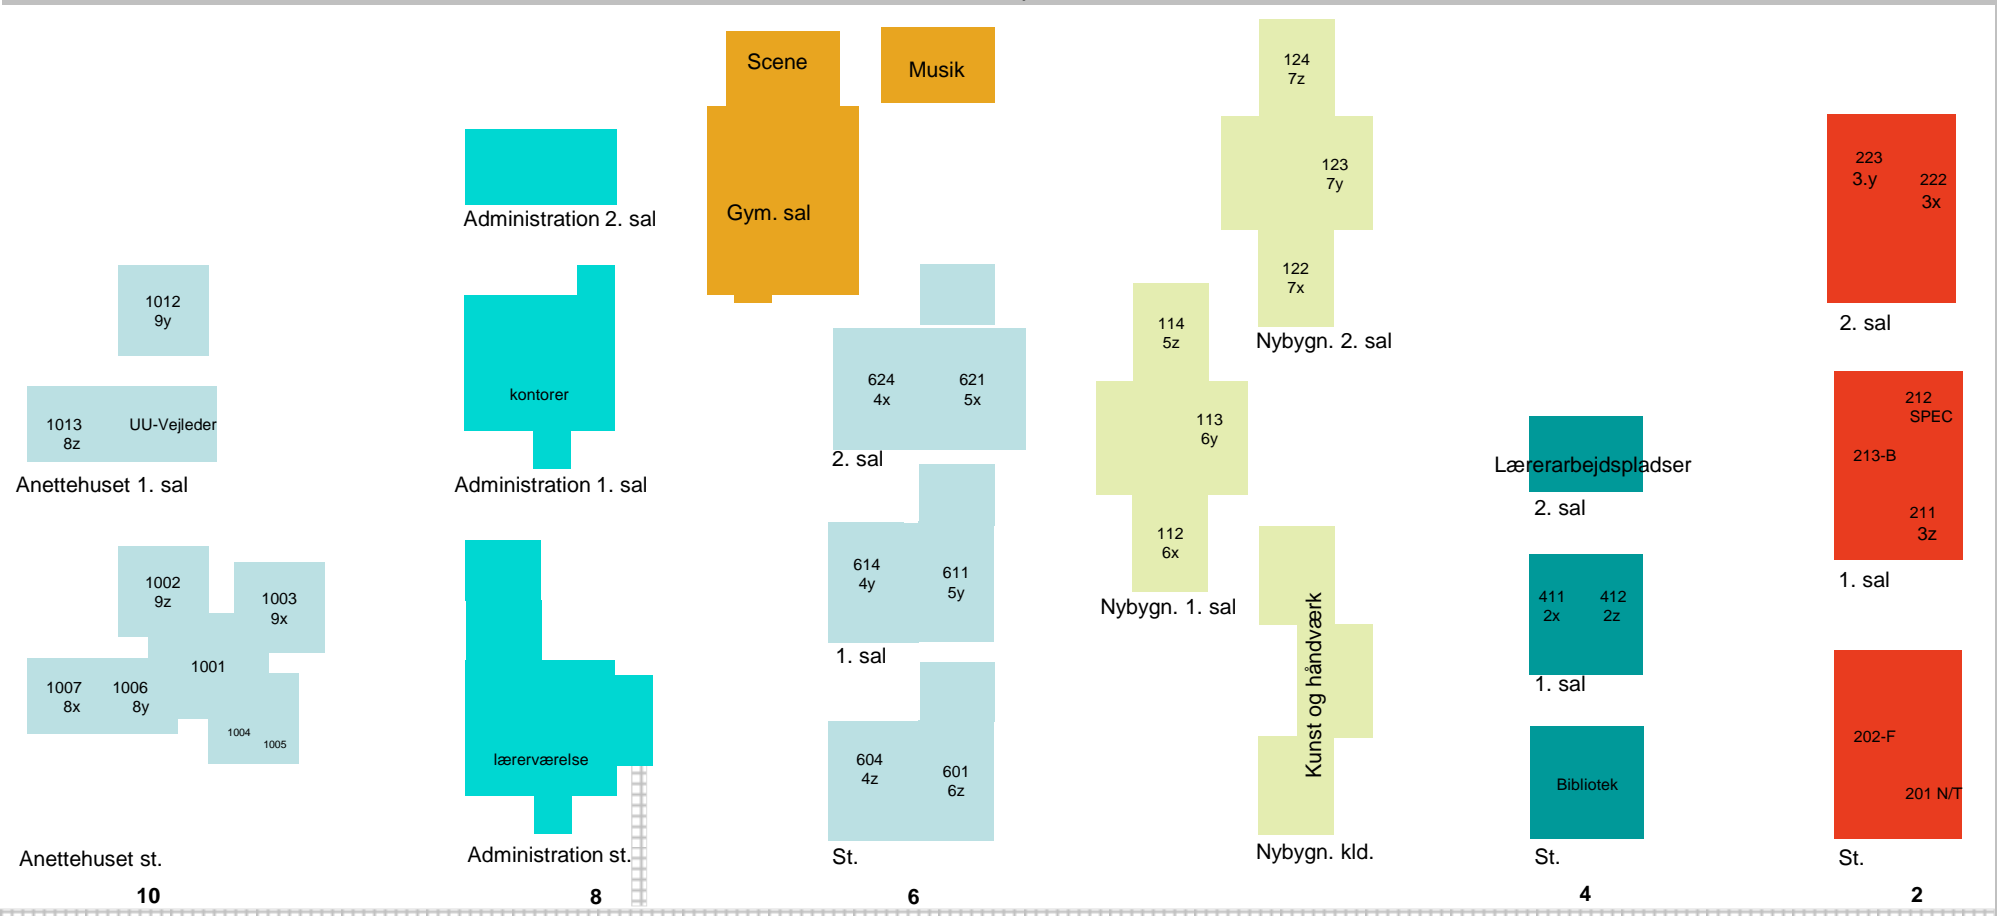 Scene
Musik
Gym. sal
Administration 2. sal
kontorer
Administration 1. sal
lærerværelse
Administration st.
8
1012
9y
1013
8z
UU-Vejleder
Anettehuset 1. sal
1002
9z
1003
9x
1001
1007
8x
1006
8y
1004
1005
Anettehuset st.
10
624
4x
621
5x
2. sal
614
4y
611
5y
1. sal
604
4z
601
6z
St.
6
124
7z
123
7y
122
7x
Nybygn. 2. sal
114
5z
113
6y
112
6x
Nybygn. 1. sal
Kunst og håndværk
Nybygn. kld.
Lærerarbejdspladser
2. sal
411
2x
412
2z
1. sal
Bibliotek
St.
4
223
3.y
222
3x
2. sal
212
SPEC
213-B
211
3z
1. sal
202-F
201 N/T
St.
2